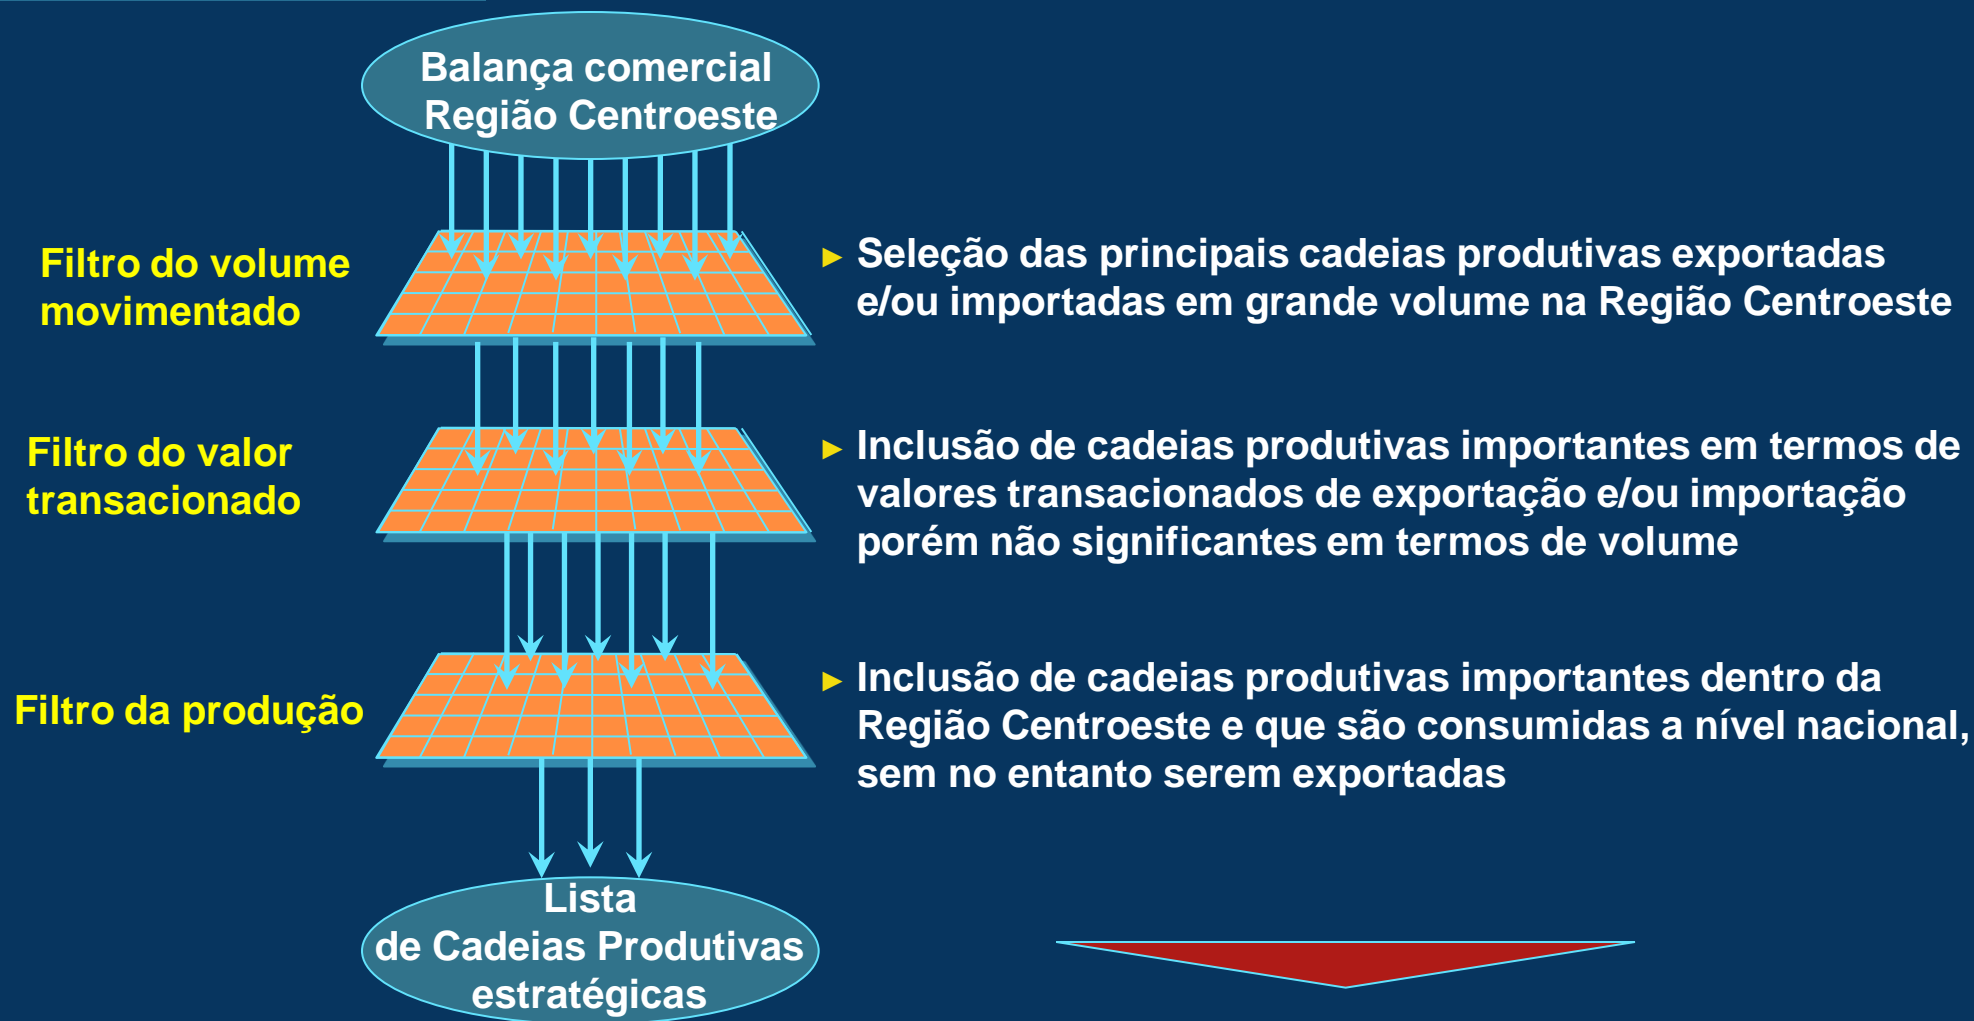 Balança comercial
Região Centroeste
Filtro do volume
movimentado
► Seleção das principais cadeias produtivas exportadas
e/ou importadas em grande volume na Região Centroeste
Filtro do valor
transacionado
► Inclusão de cadeias produtivas importantes em termos de
valores transacionados de exportação e/ou importação
porém não significantes em termos de volume
Filtro da produção
► Inclusão de cadeias produtivas importantes dentro da
Região Centroeste e que são consumidas a nível nacional,
sem no entanto serem exportadas
Lista
de Cadeias Produtivas
estratégicas